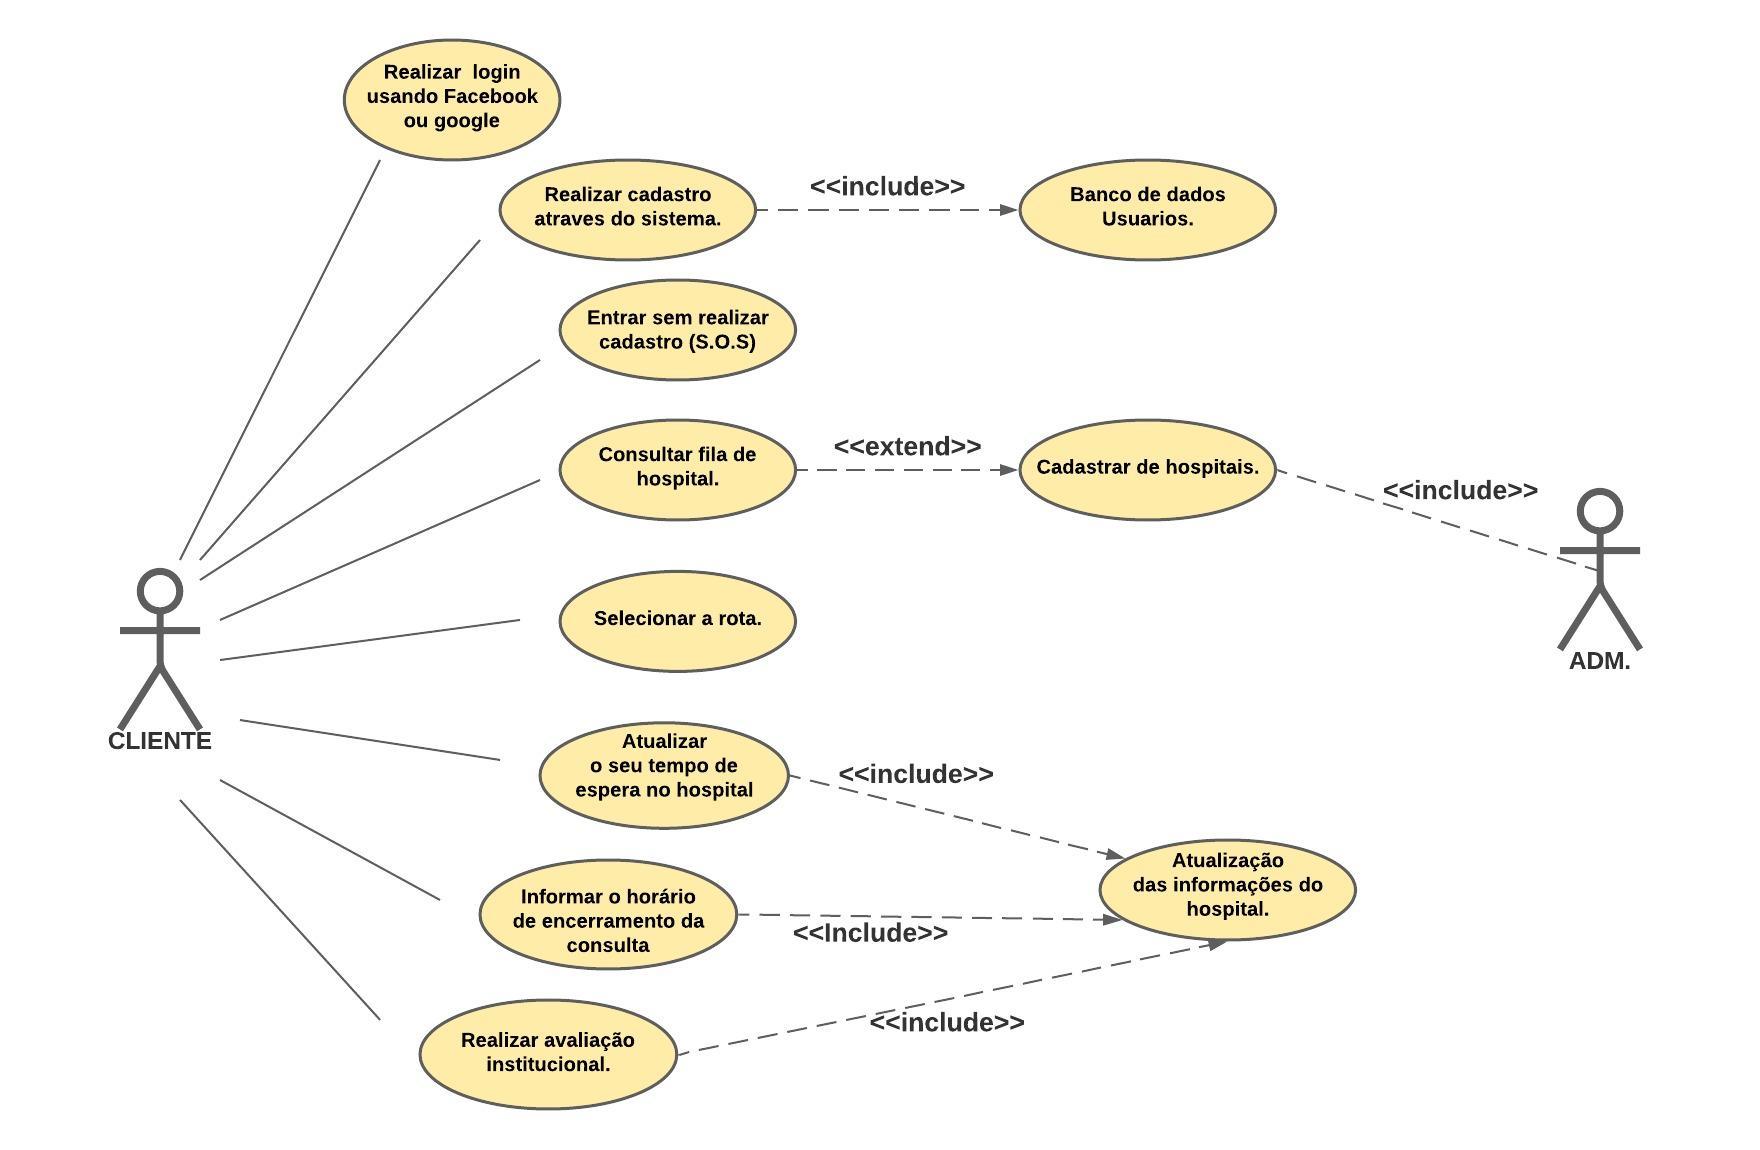 Realizar  login
usando Facebook
ou google
Realizar cadastro
atraves do sistema.
<<include>>
Banco de dados
Usuarios.
Entrar sem realizar
cadastro (S.O.S)
Consultar fila de
hospital.
<<extend>>
Cadastrar de hospitais.
<<include>>
ADM.
Selecionar a rota.
CLIENTE
Atualizar
o seu tempo de
espera no hospital
<<include>>
Atualização
das informações do
hospital.
Informar o horário
de encerramento da
consulta
<<Include>>
Realizar avaliação
institucional.
<<include>>